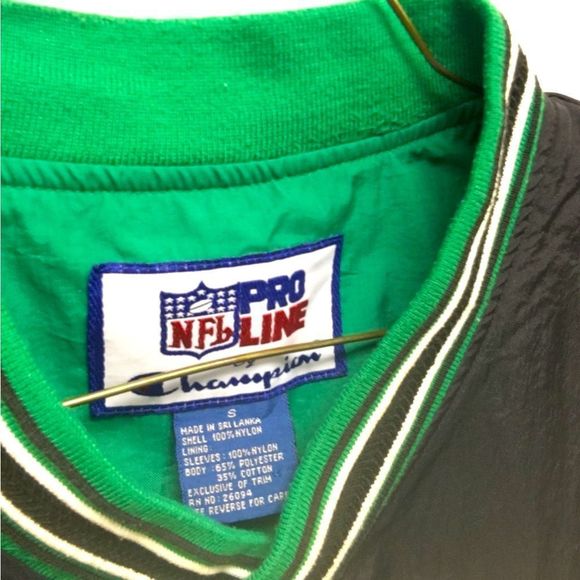 PRO
NFL LINE
by
Champion
S
MADE IN SRI LANKA
SHELL 100% NYLON
LINING:
SLEEVES: 100% NYLON
BODY : 65% POLYESTER
35% COTTON
EXCLUSIVE OF TRIM
RN NO: 26094
REVERSE FOR CARE